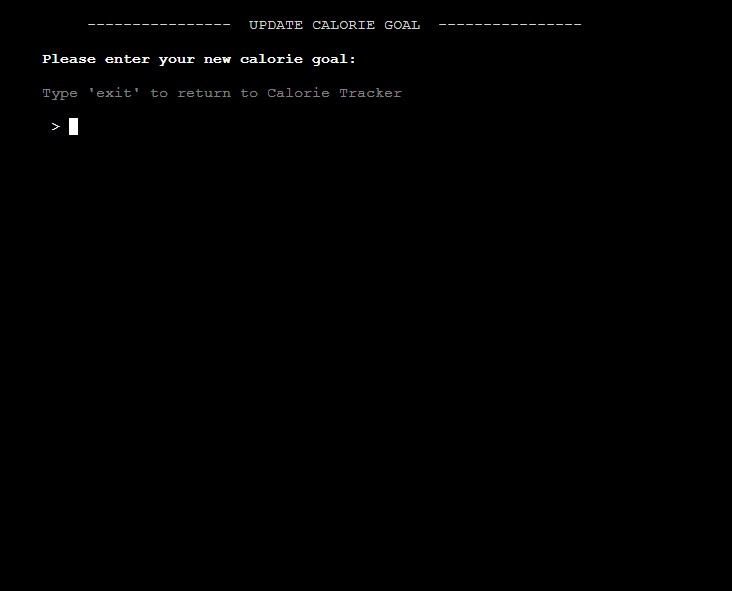 ---------------- UPDATE CALORIE GOAL ----------------
Please enter your new calorie goal:
Type 'exit' to return to Calorie Tracker
>